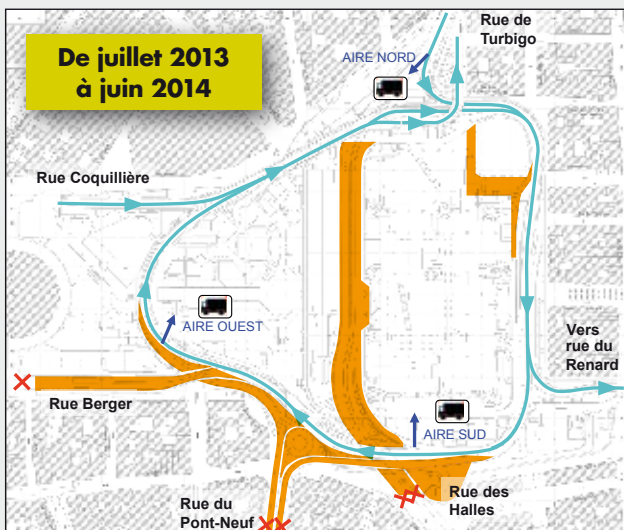 De juillet 2013
à juin 2014
Rue de
Turbigo
AIRE NORD
Rue Coquillière
AIRE OUEST
Vers
rue du
Renard
Rue Berger
AIRE SUD
Rue des
Halles
Rue du
Pont-Neuf